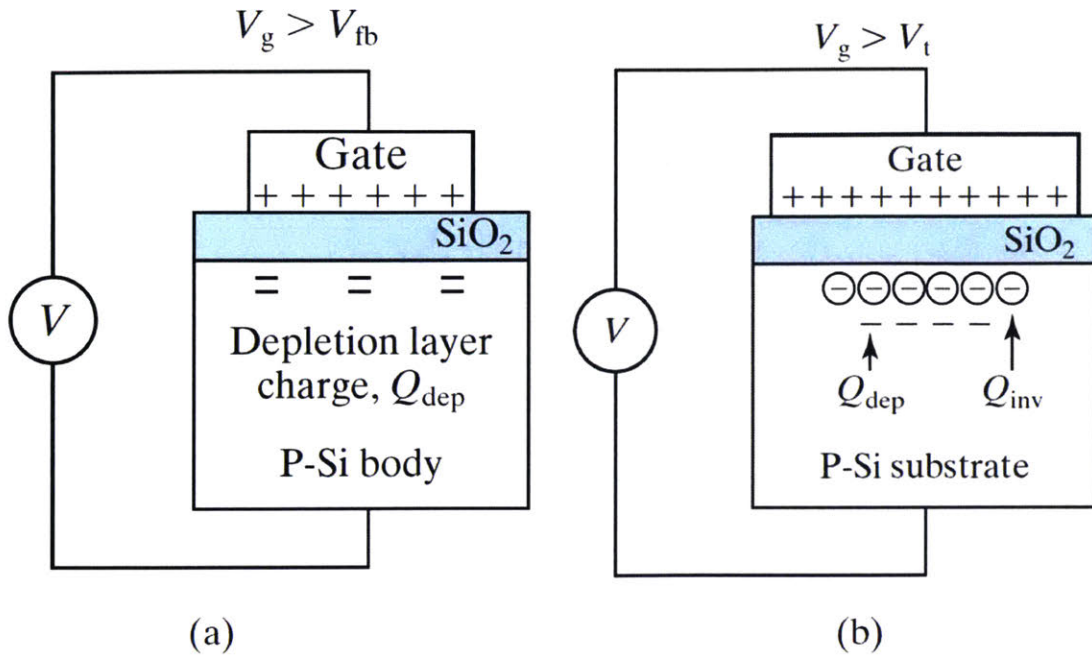 V_g > V_fb
Gate
+ + + + + +
SiO₂
= = =
V
Depletion layer
charge, Q_dep
P-Si body
(a)
V_g > V_t
Gate
+ + + + + + + + + +
SiO₂
− − − − − −
− − − −
V
Q_dep Q_inv
P-Si substrate
(b)